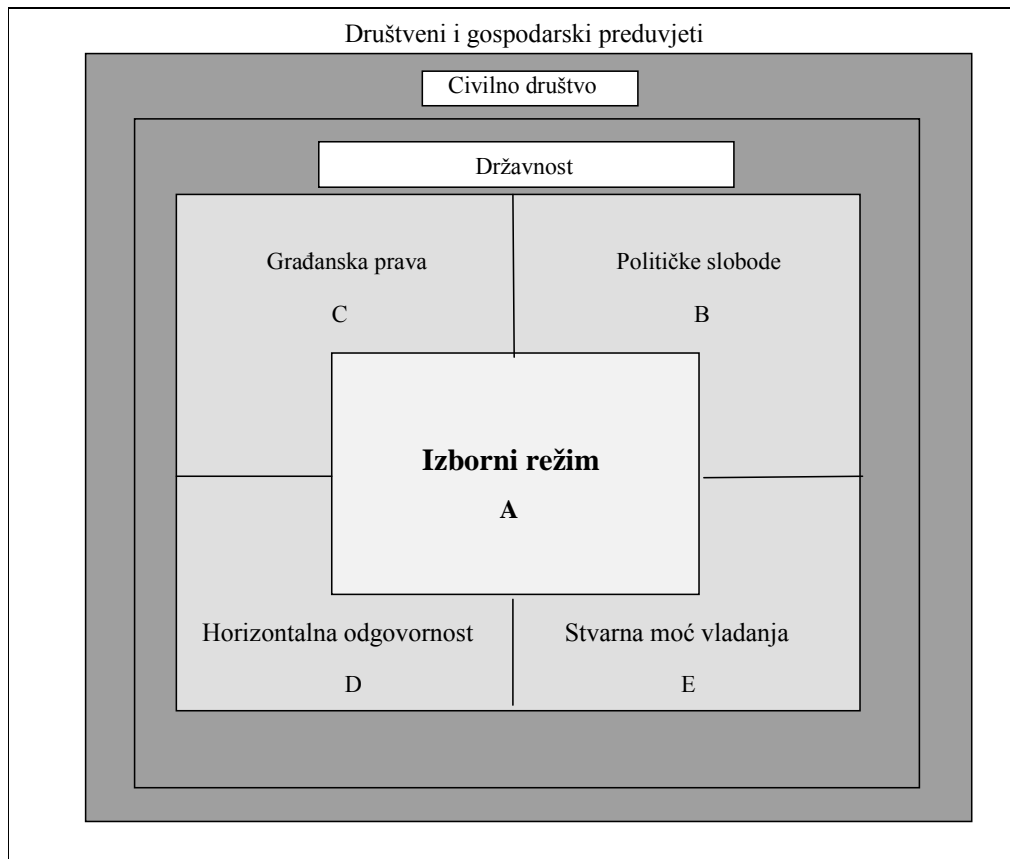 Društveni i gospodarski preduvjeti
Civilno društvo
Državnost
Građanska prava
C
Političke slobode
B
Izborni režim
A
Horizontalna odgovornost
D
Stvarna moć vladanja
E